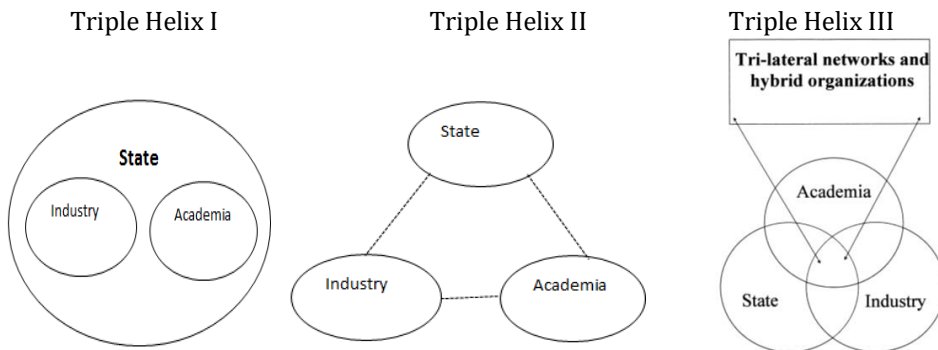 Triple Helix I
State
Industry
Academia
Triple Helix II
State
Industry
Academia
Triple Helix III
Tri-lateral networks and
hybrid organizations
Academia
State
Industry